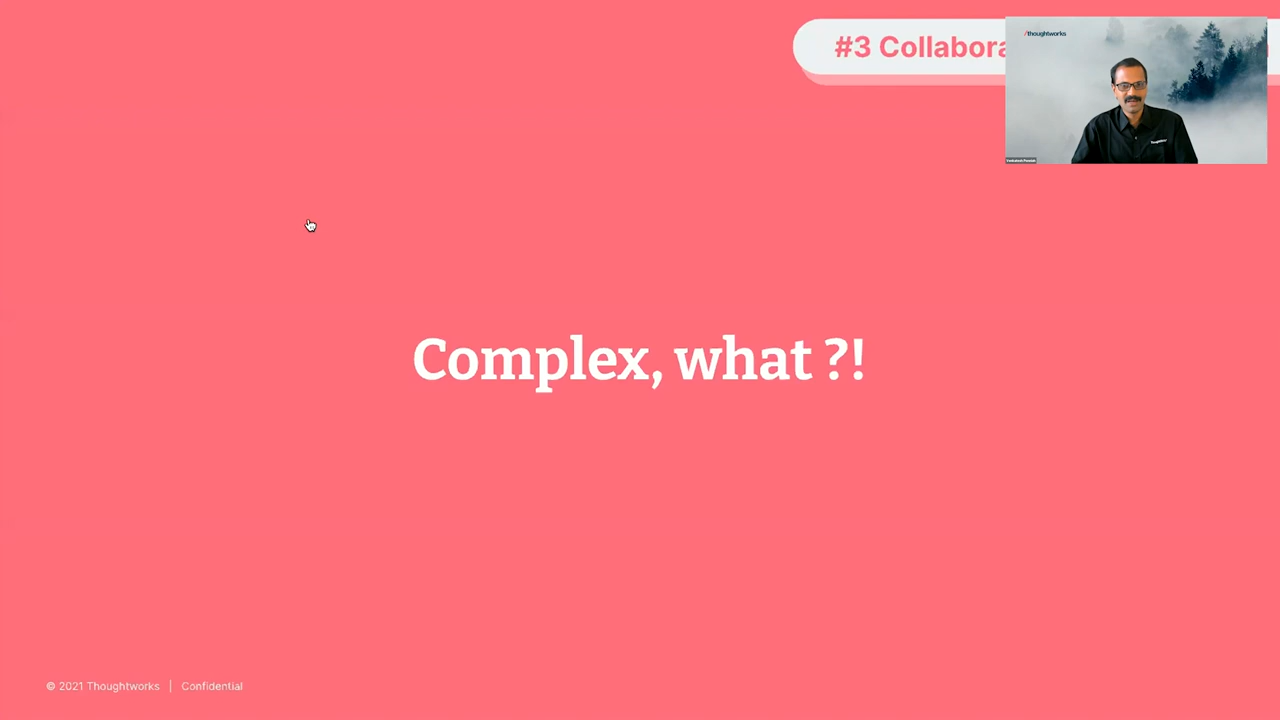 #3 Collabora
/thoughtworks
Complex, what ?!
© 2021 Thoughtworks | Confidential